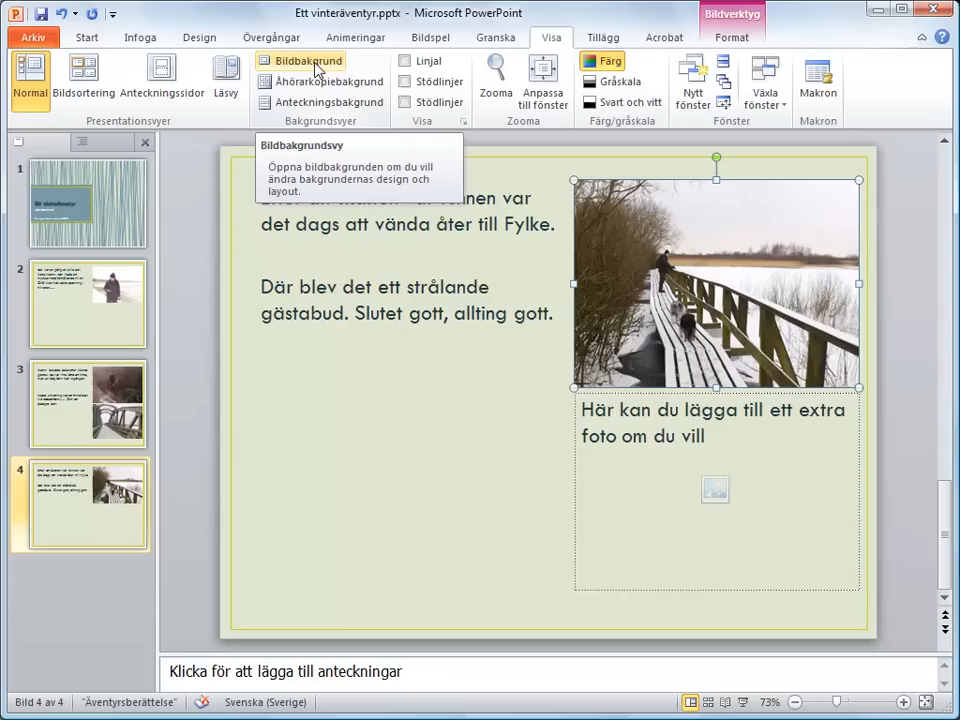 Ett vinteräventyr.pptx - Microsoft PowerPoint
Bildverktyg
Arkiv Start Infoga Design Övergångar Animeringar Bildspel Granska Visa Tillägg Acrobat Format
Normal
Bildsortering
Anteckningssidor
Läsvy
Presentationsvyer
Bildbakgrund
Åhörarkopiebakgrund
Anteckningsbakgrund
Bakgrundsvyer
Linjal
Stödlinjer
Stödlinjer
Visa
Zooma
Anpassa
till fönster
Zooma
Färg
Gråskala
Svart och vitt
Färg/gråskala
Nytt
fönster
Växla
fönster
Fönster
Makron
Makron
Bildbakgrundsvy
Öppna bildbakgrunden om du vill
ändra bakgrundernas design och
layout.
1
2
3
4
var
det dags att vända åter till Fylke.
Där blev det ett strålande
gästabud. Slutet gott, allting gott.
Här kan du lägga till ett extra
foto om du vill
Klicka för att lägga till anteckningar
Bild 4 av 4 "Äventyrsberättelse" Svenska (Sverige) 73%